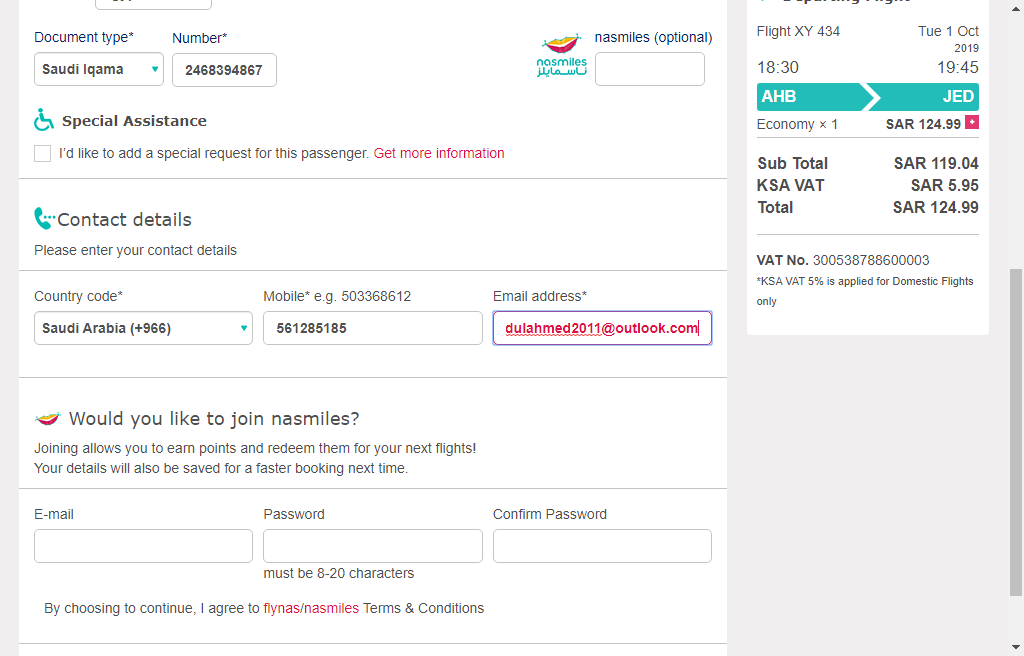 Document type*
Number*
nasmiles (optional)
Saudi Iqama
2468394867
nasmiles
ناسمايلز
Special Assistance
I'd like to add a special request for this passenger. Get more information
Contact details
Please enter your contact details
Country code*
Mobile* e.g. 503368612
Email address*
Saudi Arabia (+966)
561285185
dulahmed2011@outlook.com
Would you like to join nasmiles?
Joining allows you to earn points and redeem them for your next flights!
Your details will also be saved for a faster booking next time.
E-mail
Password
Confirm Password
must be 8-20 characters
By choosing to continue, I agree to flynas/nasmiles Terms & Conditions
Flight XY 434
Tue 1 Oct
2019
18:30
19:45
AHB
JED
Economy × 1
SAR 124.99 +
Sub Total SAR 119.04
KSA VAT SAR 5.95
Total SAR 124.99
VAT No. 300538788600003
*KSA VAT 5% is applied for Domestic Flights
only